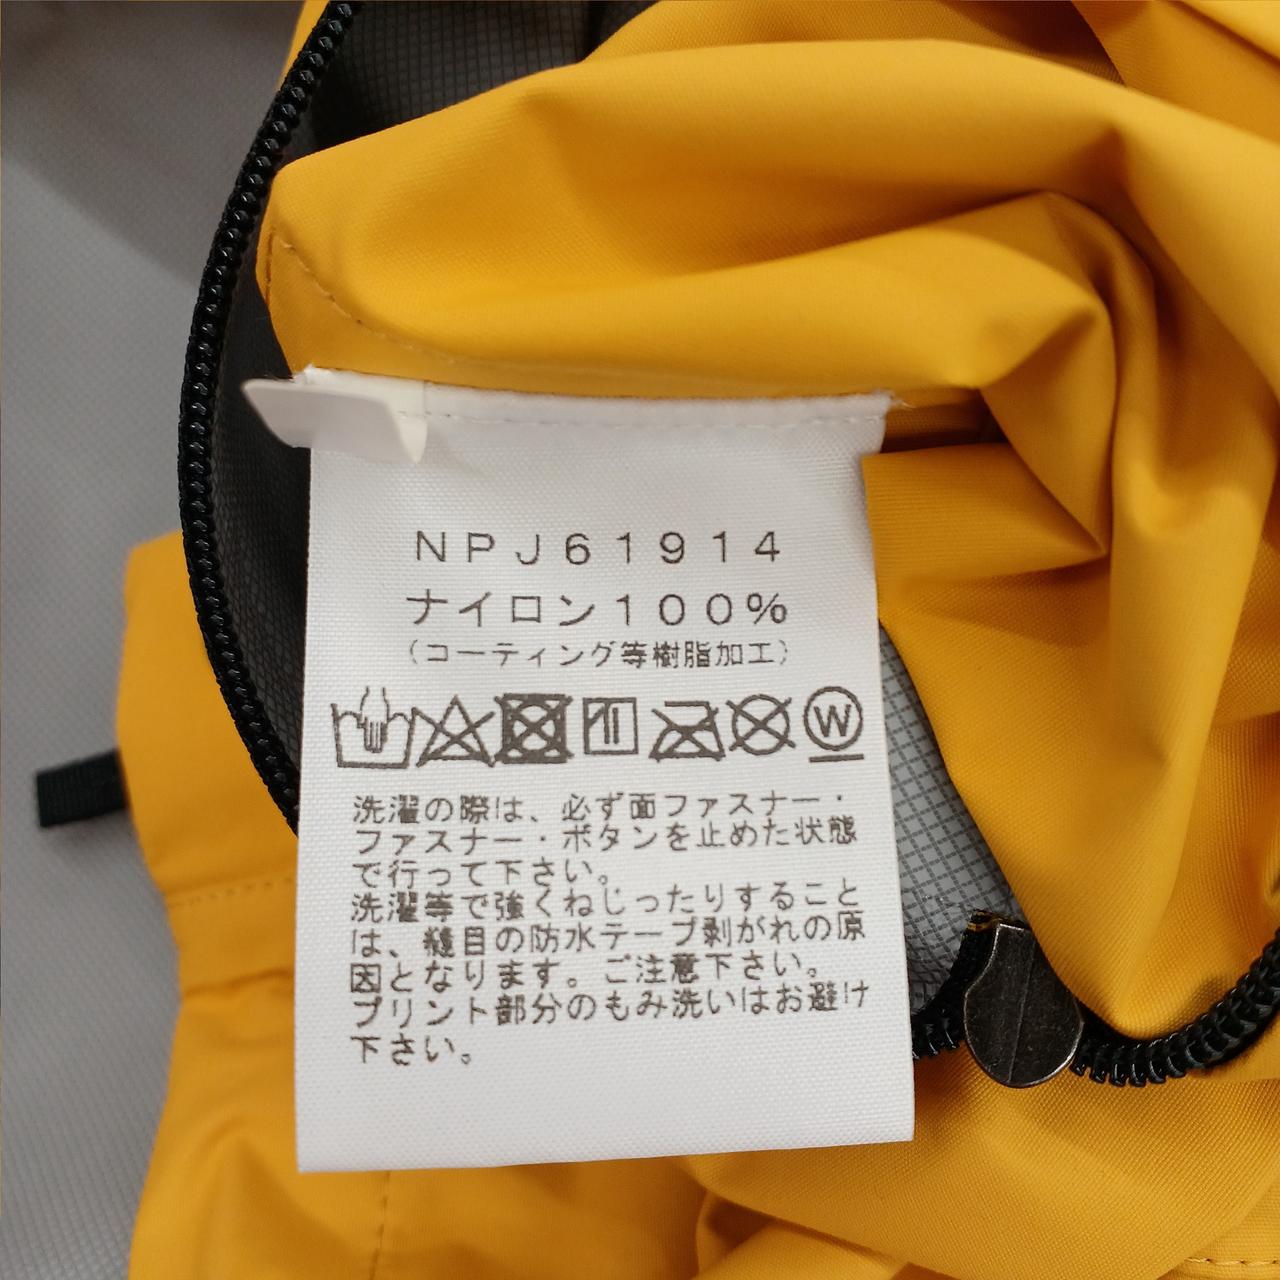 NPJ61914
ナイロン100%
(コーティング等樹脂加工)
W
洗濯の際は、必ず面ファスナー・
ファスナー・ボタンを止めた状態
で行って下さい。
洗濯等で強くねじったりすること
は、縫目の防水テープ剥がれの原
因となります。ご注意下さい。
プリント部分のもみ洗いはお避け
下さい。